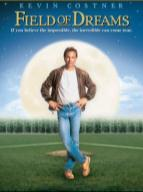 KEVIN COSTNER
FIELD OF DREAMS
If you believe the impossible, the incredible can come true.